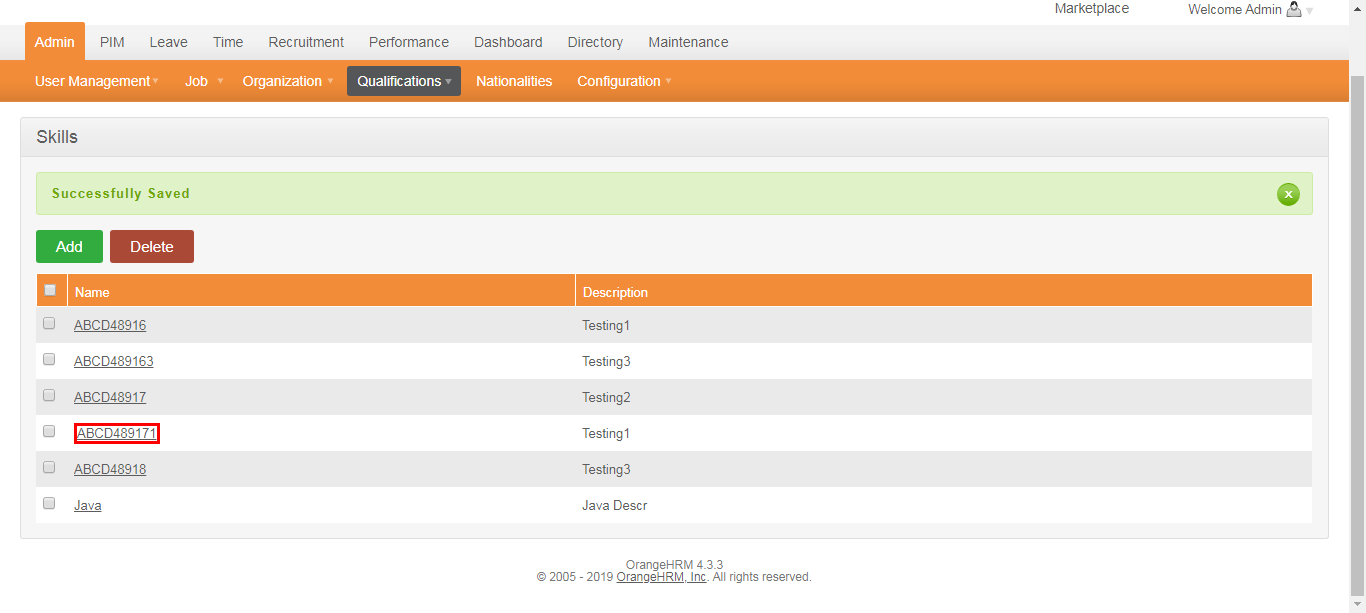 Marketplace Welcome Admin
Admin PIM Leave Time Recruitment Performance Dashboard Directory Maintenance
User Management Job Organization Qualifications Nationalities Configuration
Skills
Successfully Saved x
Add Delete
Name Description
ABCD48916 Testing1
ABCD489163 Testing3
ABCD48917 Testing2
ABCD489171 Testing1
ABCD48918 Testing3
Java Java Descr
OrangeHRM 4.3.3
© 2005 - 2019 OrangeHRM, Inc. All rights reserved.